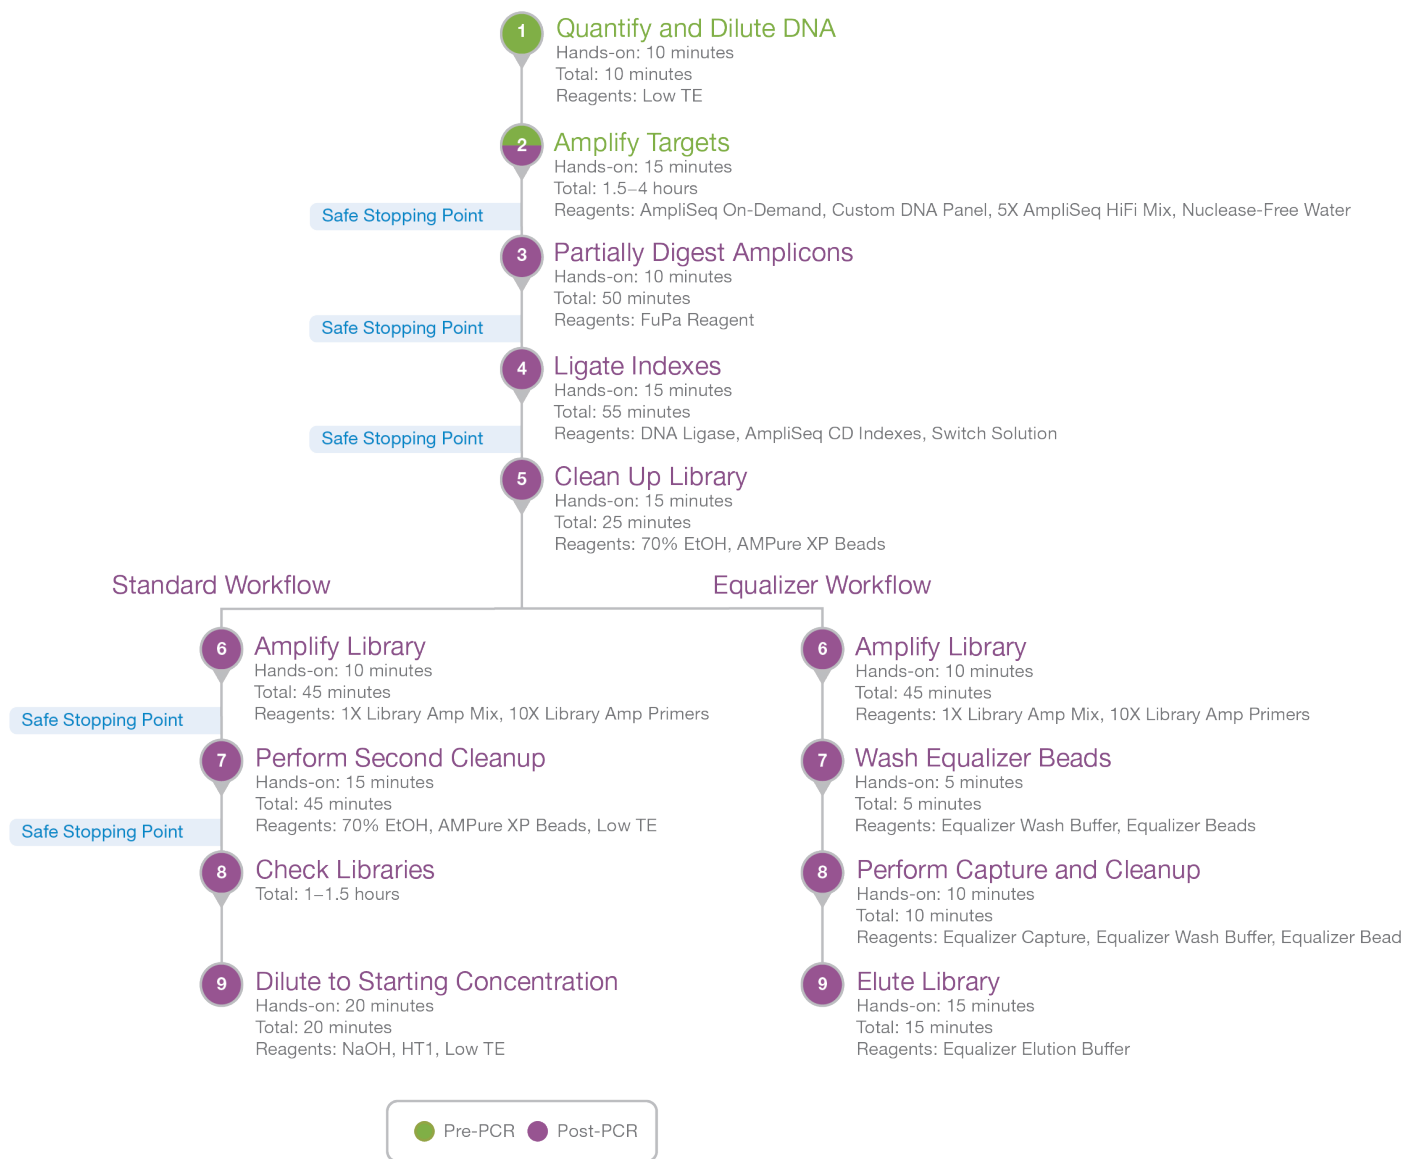 1
Quantify and Dilute DNA
Hands-on: 10 minutes
Total: 10 minutes
Reagents: Low TE
2
Amplify Targets
Hands-on: 15 minutes
Total: 1.5–4 hours
Reagents: AmpliSeq On-Demand, Custom DNA Panel, 5X AmpliSeq HiFi Mix, Nuclease-Free Water
Safe Stopping Point
3
Partially Digest Amplicons
Hands-on: 10 minutes
Total: 50 minutes
Reagents: FuPa Reagent
Safe Stopping Point
4
Ligate Indexes
Hands-on: 15 minutes
Total: 55 minutes
Reagents: DNA Ligase, AmpliSeq CD Indexes, Switch Solution
Safe Stopping Point
5
Clean Up Library
Hands-on: 15 minutes
Total: 25 minutes
Reagents: 70% EtOH, AMPure XP Beads
Standard Workflow
6
Amplify Library
Hands-on: 10 minutes
Total: 45 minutes
Reagents: 1X Library Amp Mix, 10X Library Amp Primers
Safe Stopping Point
7
Perform Second Cleanup
Hands-on: 15 minutes
Total: 45 minutes
Reagents: 70% EtOH, AMPure XP Beads, Low TE
Safe Stopping Point
8
Check Libraries
Total: 1–1.5 hours
9
Dilute to Starting Concentration
Hands-on: 20 minutes
Total: 20 minutes
Reagents: NaOH, HT1, Low TE
Equalizer Workflow
6
Amplify Library
Hands-on: 10 minutes
Total: 45 minutes
Reagents: 1X Library Amp Mix, 10X Library Amp Primers
7
Wash Equalizer Beads
Hands-on: 5 minutes
Total: 5 minutes
Reagents: Equalizer Wash Buffer, Equalizer Beads
8
Perform Capture and Cleanup
Hands-on: 10 minutes
Total: 10 minutes
Reagents: Equalizer Capture, Equalizer Wash Buffer, Equalizer Bead
9
Elute Library
Hands-on: 15 minutes
Total: 15 minutes
Reagents: Equalizer Elution Buffer
Pre-PCR
Post-PCR